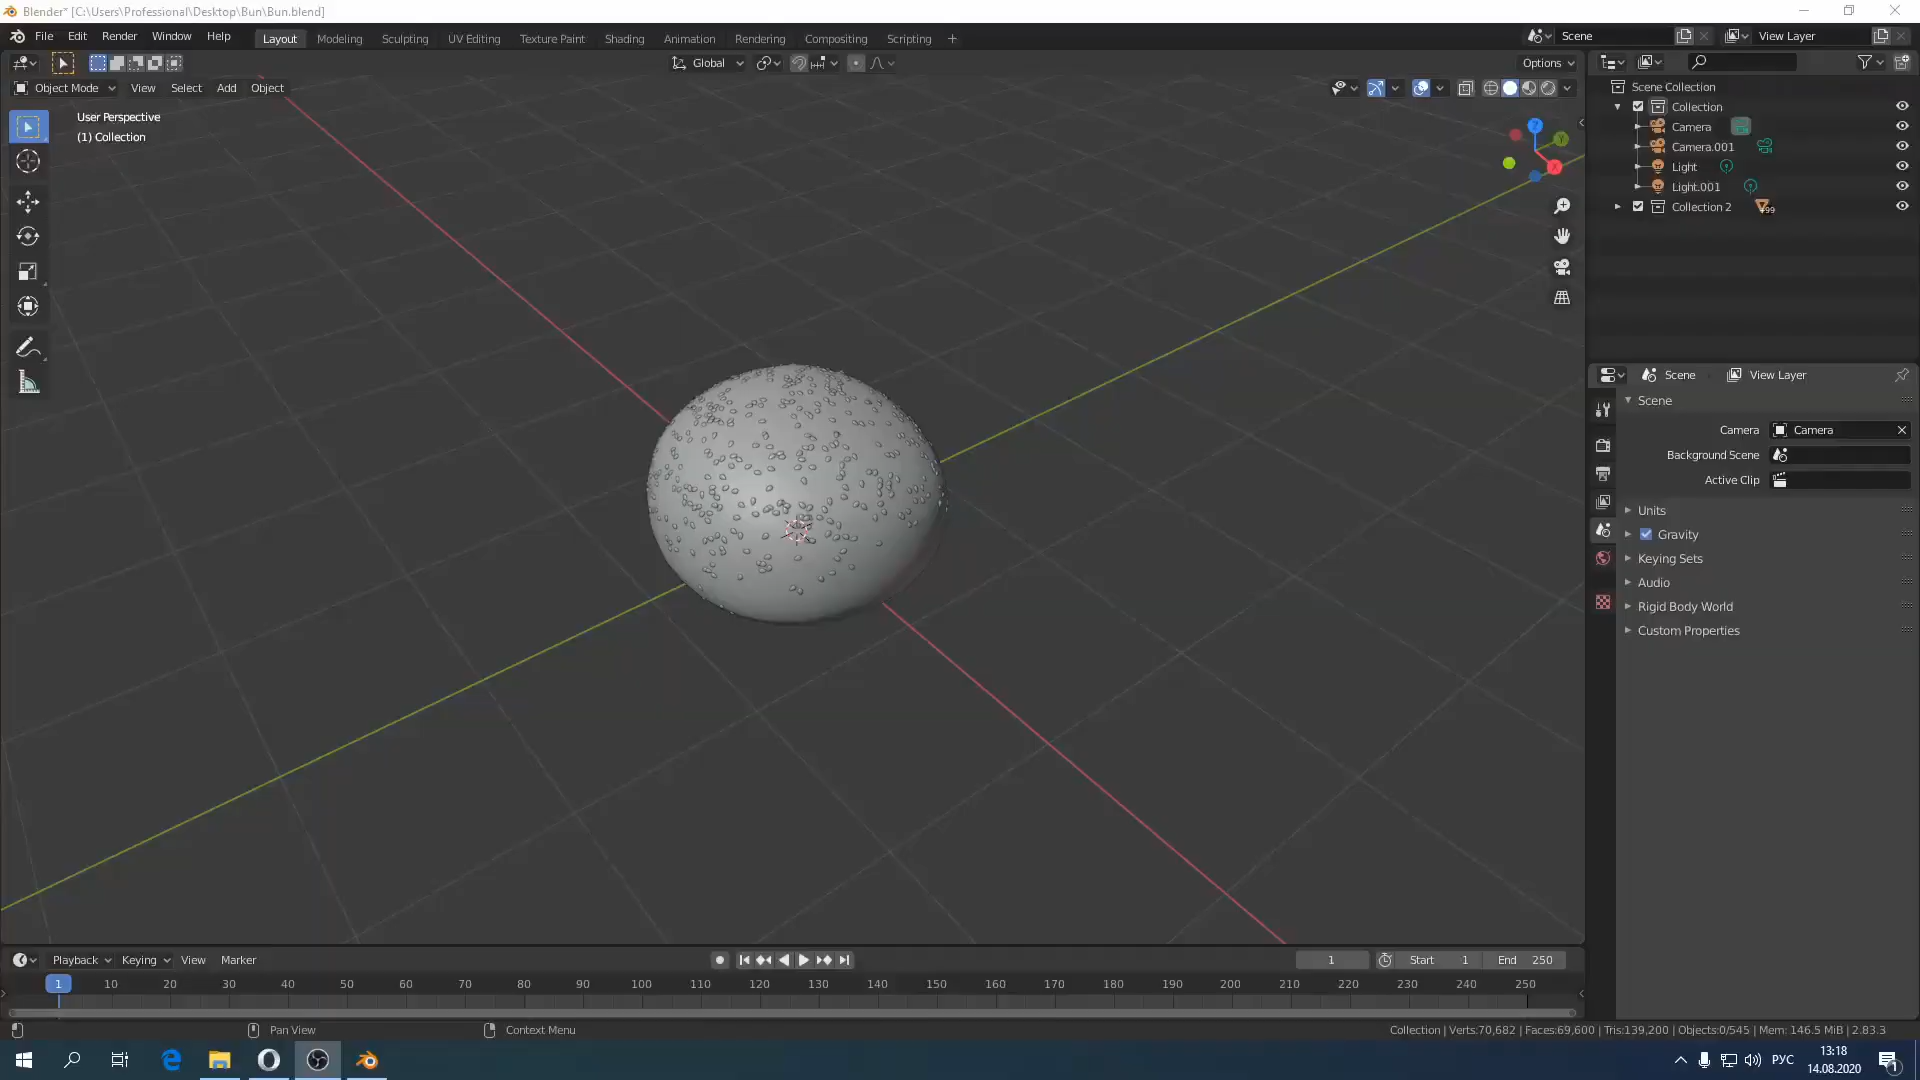 Blender* [C:\Users\Professional\Desktop\Bun\Bun.blend]
File Edit Render Window Help Layout Modeling Sculpting UV Editing Texture Paint Shading Animation Rendering Compositing Scripting + Scene View Layer
Global Options
Object Mode View Select Add Object
User Perspective
(1) Collection
Z
Y
X
Scene Collection
Collection
Camera
Camera.001
Light
Light.001
Collection 2
Scene View Layer
Scene
Camera Camera
Background Scene
Active Clip
Units
Gravity
Keying Sets
Audio
Rigid Body World
Custom Properties
Playback Keying View Marker 1 Start 1 End 250
1 10 20 30 40 50 60 70 80 90 100 110 120 130 140 150 160 170 180 190 200 210 220 230 240 250
Pan View Context Menu Collection | Verts:70,682 | Faces:69,600 | Tris:139,200 | Objects:0/545 | Mem: 146.5 MiB | 2.83.3
РУС
13:18
14.08.2020
1